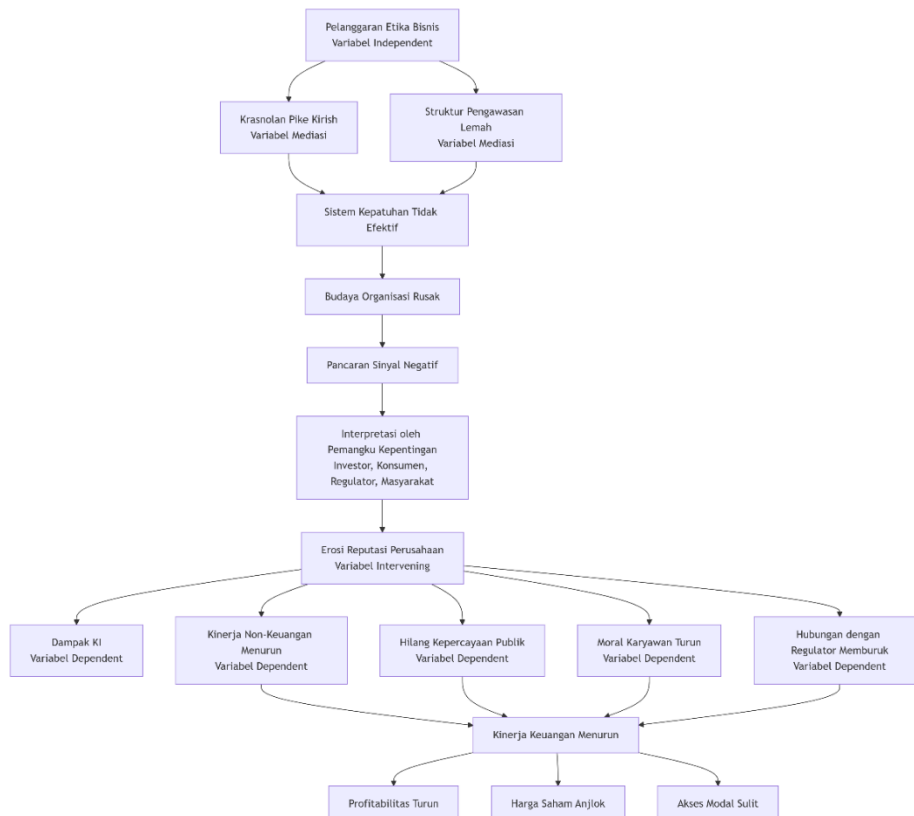 Pelanggaran Etika Bisnis
Variabel Independent
Krasnolan Pike Kirish
Variabel Mediasi
Struktur Pengawasan
Lemah
Variabel Mediasi
Sistem Kepatuhan Tidak
Efektif
Budaya Organisasi Rusak
Pancaran Sinyal Negatif
Interpretasi oleh
Pemangku Kepentingan
Investor, Konsumen,
Regulator, Masyarakat
Erosi Reputasi Perusahaan
Variabel Intervening
Dampak KI
Variabel Dependent
Kinerja Non-Keuangan
Menurun
Variabel Dependent
Hilang Kepercayaan Publik
Variabel Dependent
Moral Karyawan Turun
Variabel Dependent
Hubungan dengan
Regulator Memburuk
Variabel Dependent
Kinerja Keuangan Menurun
Profitabilitas Turun
Harga Saham Anjlok
Akses Modal Sulit